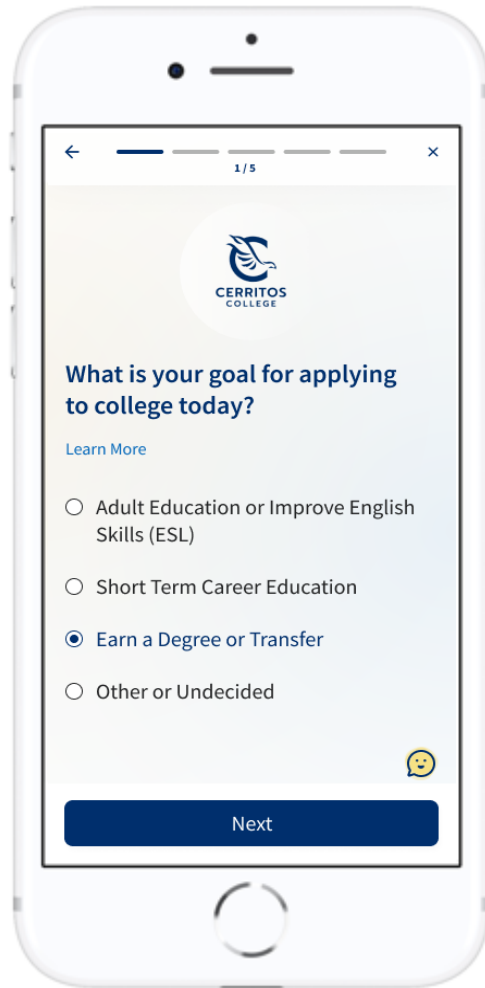 1 / 5
CERRITOS
COLLEGE
What is your goal for applying
to college today?
Learn More
Adult Education or Improve English
Skills (ESL)
Short Term Career Education
Earn a Degree or Transfer
Other or Undecided
Next